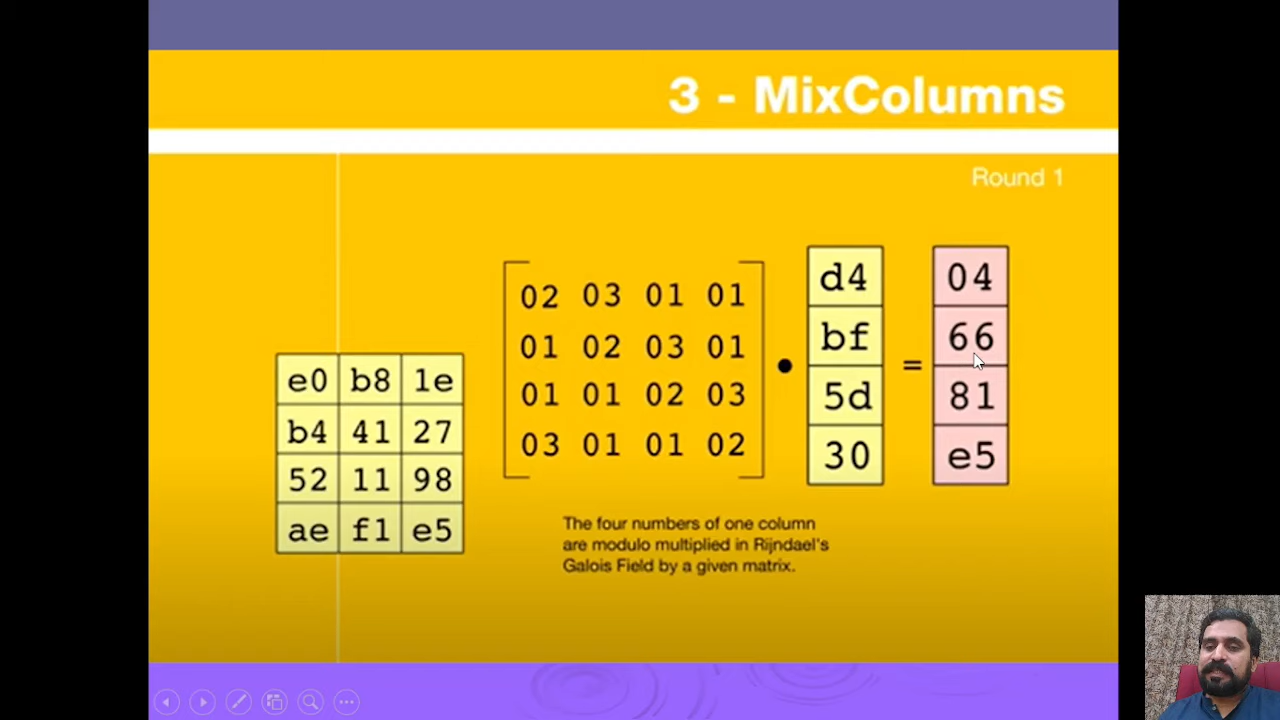 3 - MixColumns
Round 1
02 03 01 01
01 02 03 01
01 01 02 03
03 01 01 02
d4
bf
5d
30
=
04
66
81
e5
e0 b8 1e
b4 41 27
52 11 98
ae f1 e5
The four numbers of one column
are modulo multiplied in Rijndael's
Galois Field by a given matrix.